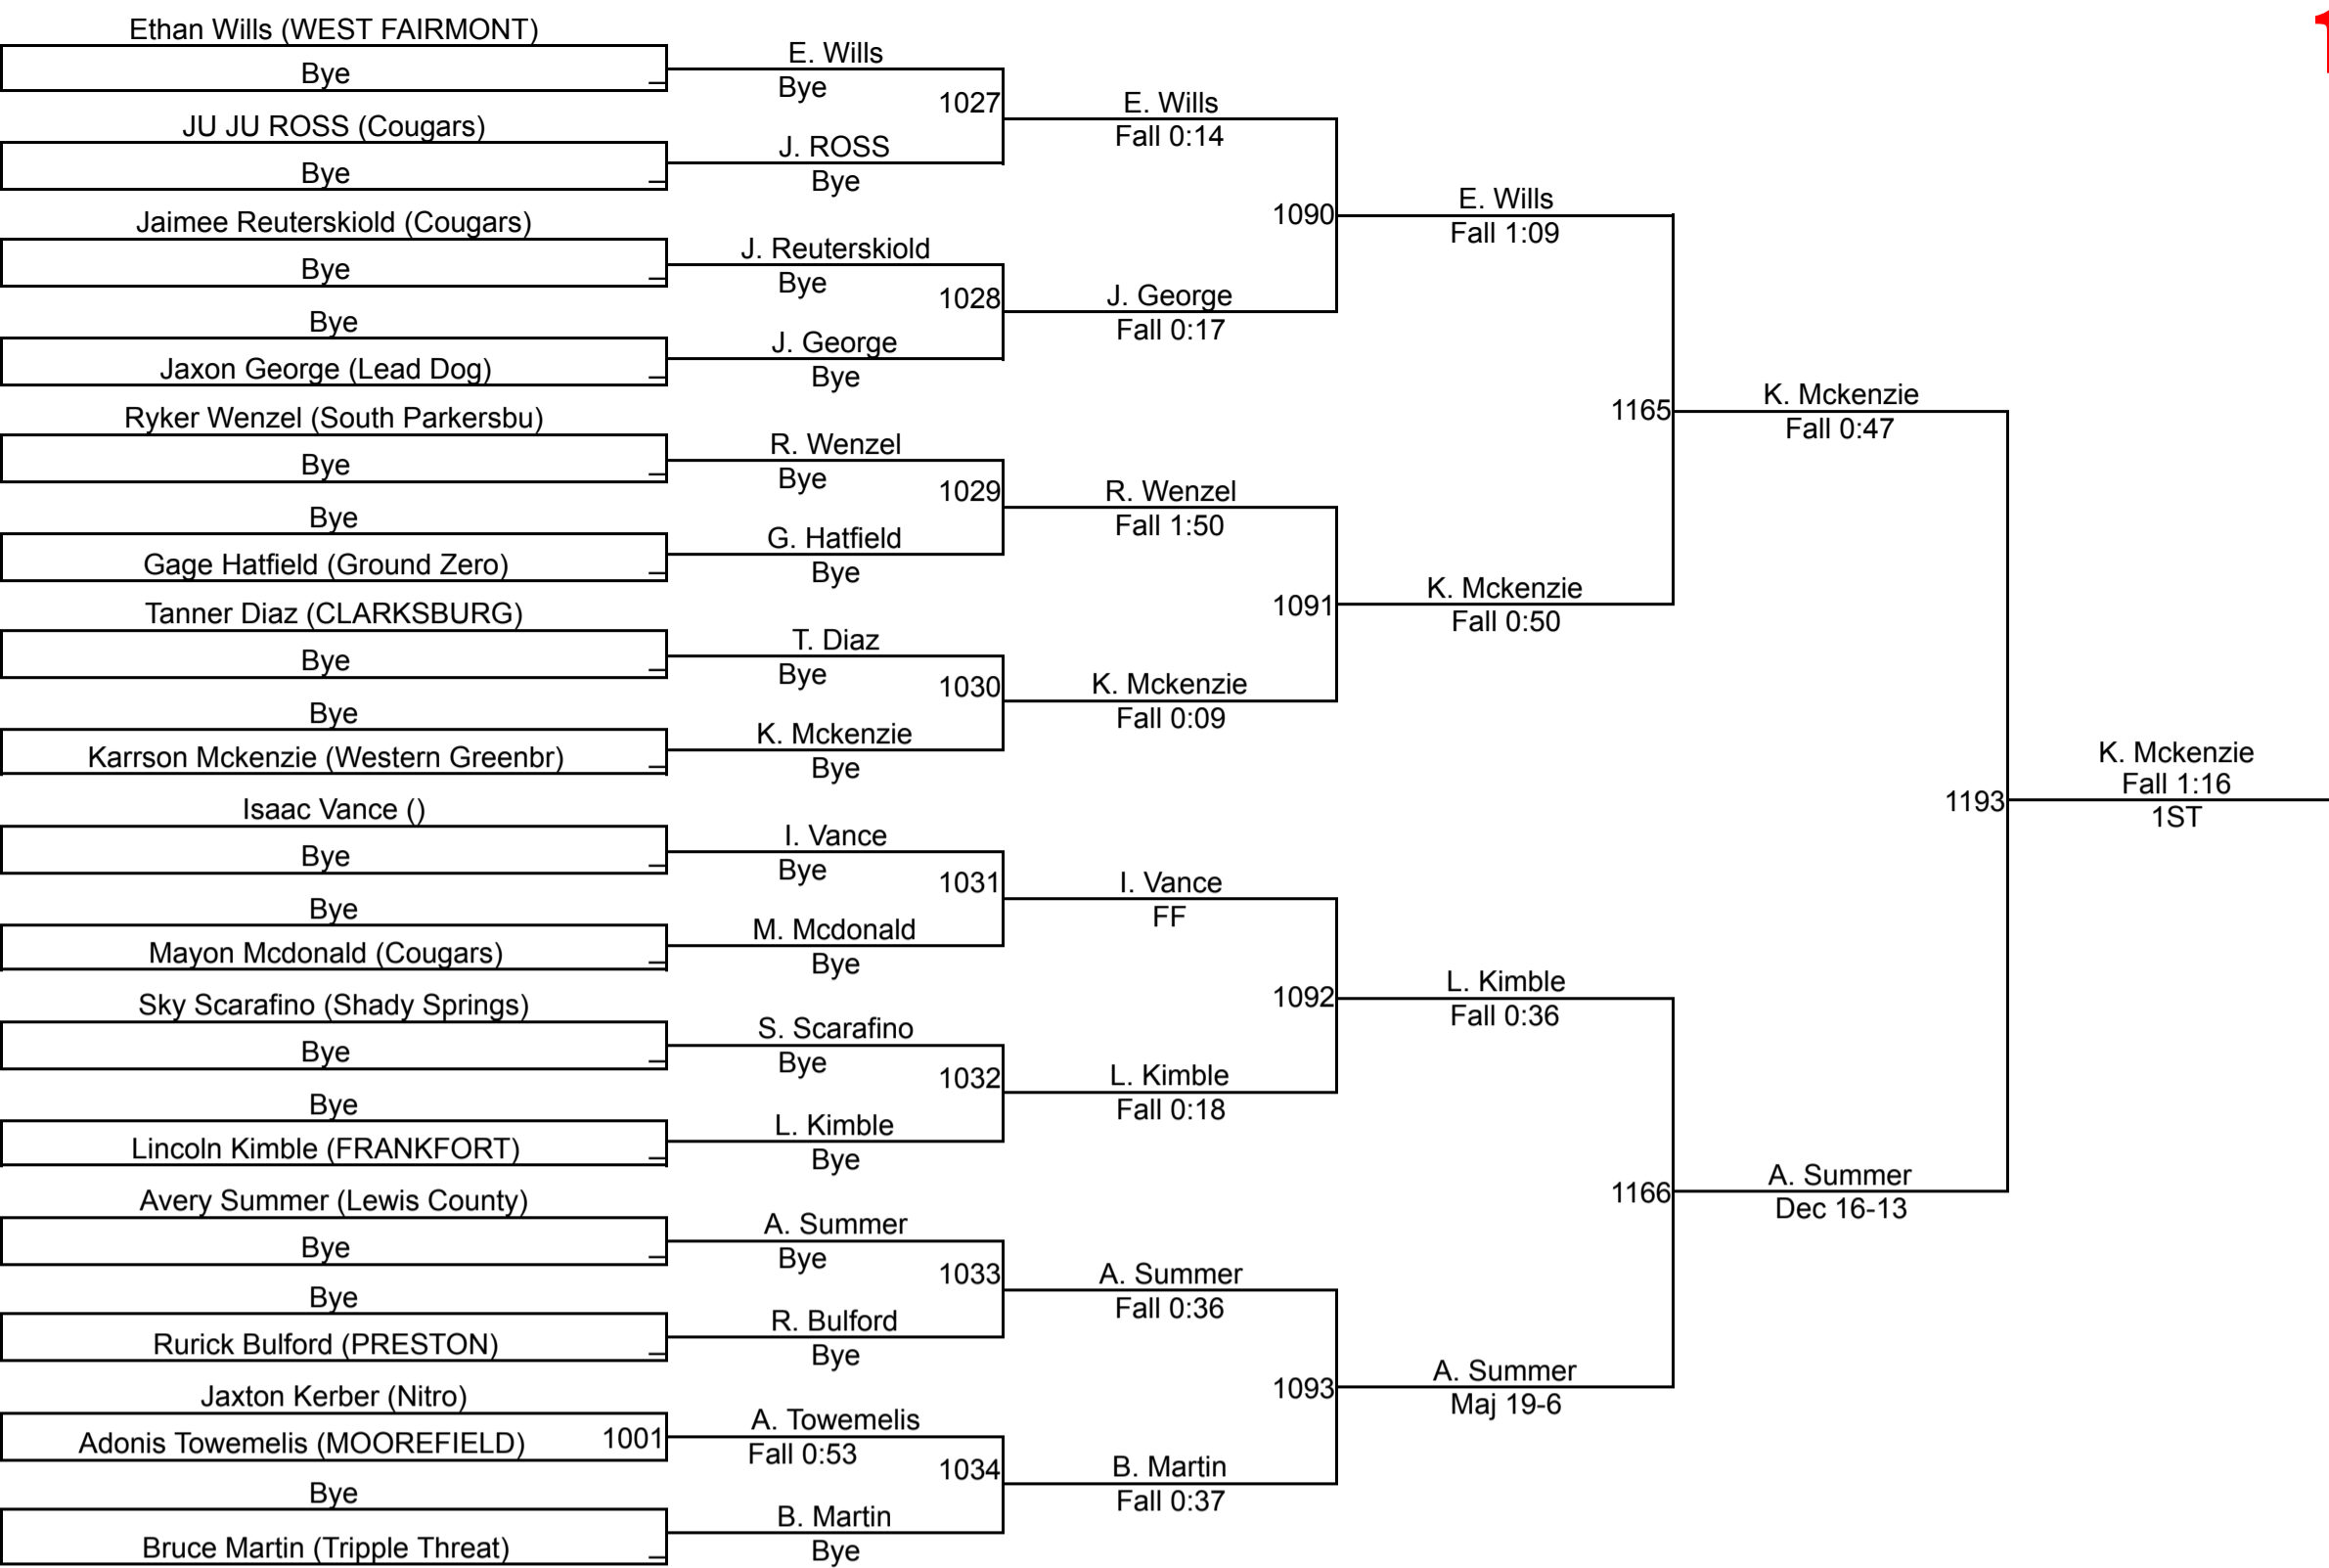 Ethan Wills (WEST FAIRMONT)
Bye
JU JU ROSS (Cougars)
Bye
Jaimee Reuterskiold (Cougars)
Bye
Bye
Jaxon George (Lead Dog)
Ryker Wenzel (South Parkersbu)
Bye
Bye
Gage Hatfield (Ground Zero)
Tanner Diaz (CLARKSBURG)
Bye
Bye
Karrson Mckenzie (Western Greenbr)
Isaac Vance ()
Bye
Bye
Mayon Mcdonald (Cougars)
Sky Scarafino (Shady Springs)
Bye
Bye
Lincoln Kimble (FRANKFORT)
Avery Summer (Lewis County)
Bye
Bye
Rurick Bulford (PRESTON)
Jaxton Kerber (Nitro)
Adonis Towemelis (MOOREFIELD) 1001
Bye
Bruce Martin (Tripple Threat)
E. Wills
Bye
1027
J. ROSS
Bye
J. Reuterskiold
Bye
1028
J. George
Bye
R. Wenzel
Bye
1029
G. Hatfield
Bye
T. Diaz
Bye
1030
K. Mckenzie
Bye
I. Vance
Bye
1031
M. Mcdonald
Bye
S. Scarafino
Bye
1032
L. Kimble
Bye
A. Summer
Bye
1033
R. Bulford
Bye
A. Towemelis
Fall 0:53
1034
B. Martin
Bye
E. Wills
Fall 0:14
1090
J. George
Fall 0:17
R. Wenzel
Fall 1:50
1091
K. Mckenzie
Fall 0:09
I. Vance
FF
1092
L. Kimble
Fall 0:18
A. Summer
Fall 0:36
1093
B. Martin
Fall 0:37
E. Wills
Fall 1:09
1165
K. Mckenzie
Fall 0:50
L. Kimble
Fall 0:36
1166
A. Summer
Maj 19-6
K. Mckenzie
Fall 0:47
1193
A. Summer
Dec 16-13
K. Mckenzie
Fall 1:16
1ST